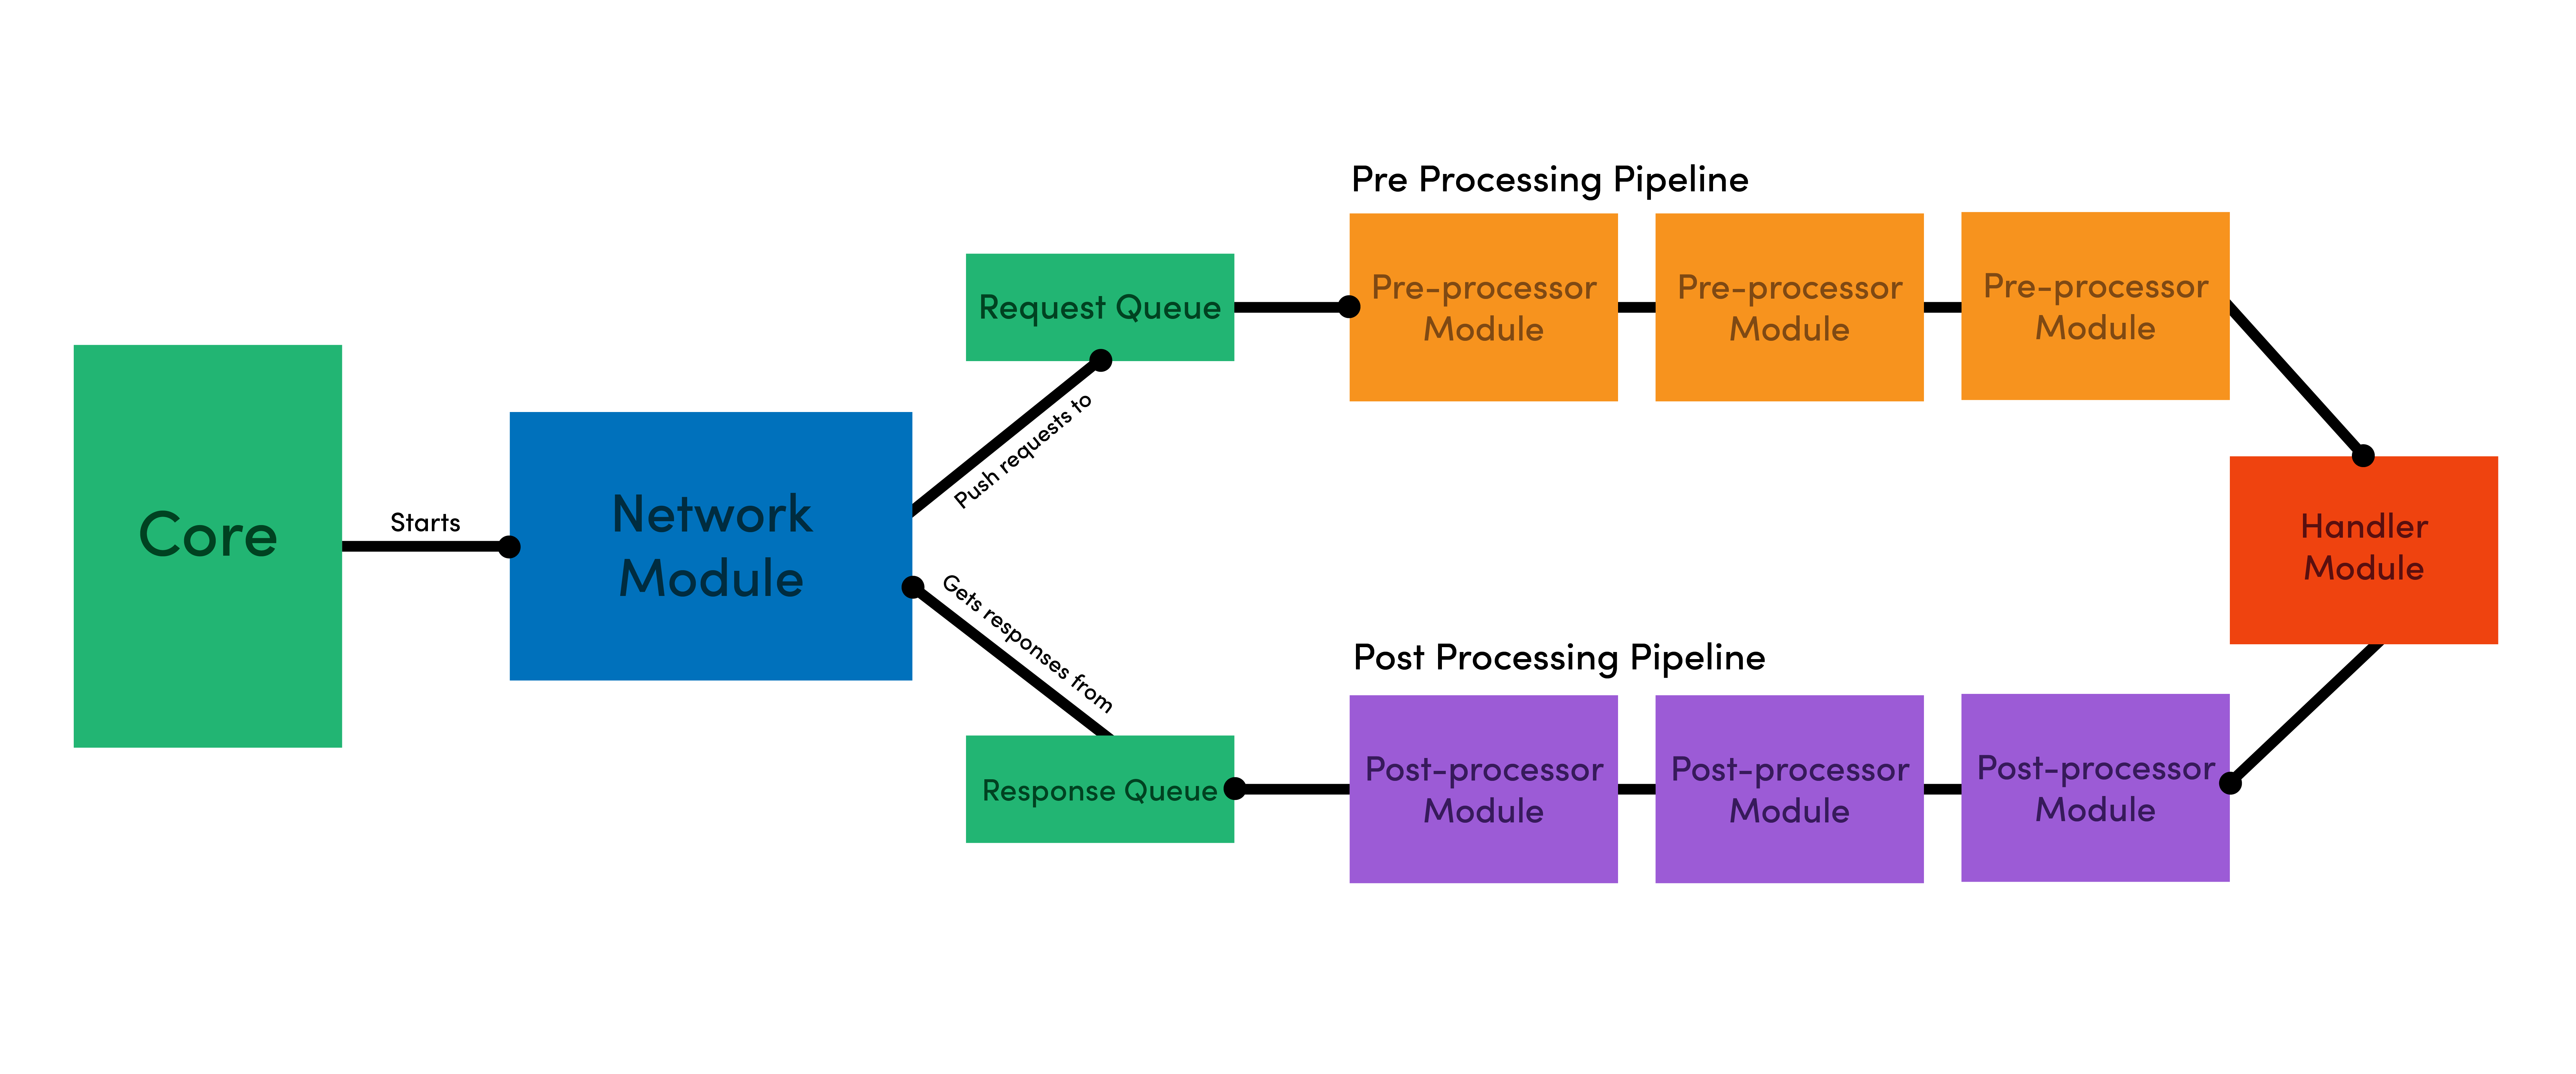 Core
Starts
Network
Module
Push requests to
Gets responses from
Request Queue
Response Queue
Pre Processing Pipeline
Pre-processor
Module
Pre-processor
Module
Pre-processor
Module
Handler
Module
Post Processing Pipeline
Post-processor
Module
Post-processor
Module
Post-processor
Module